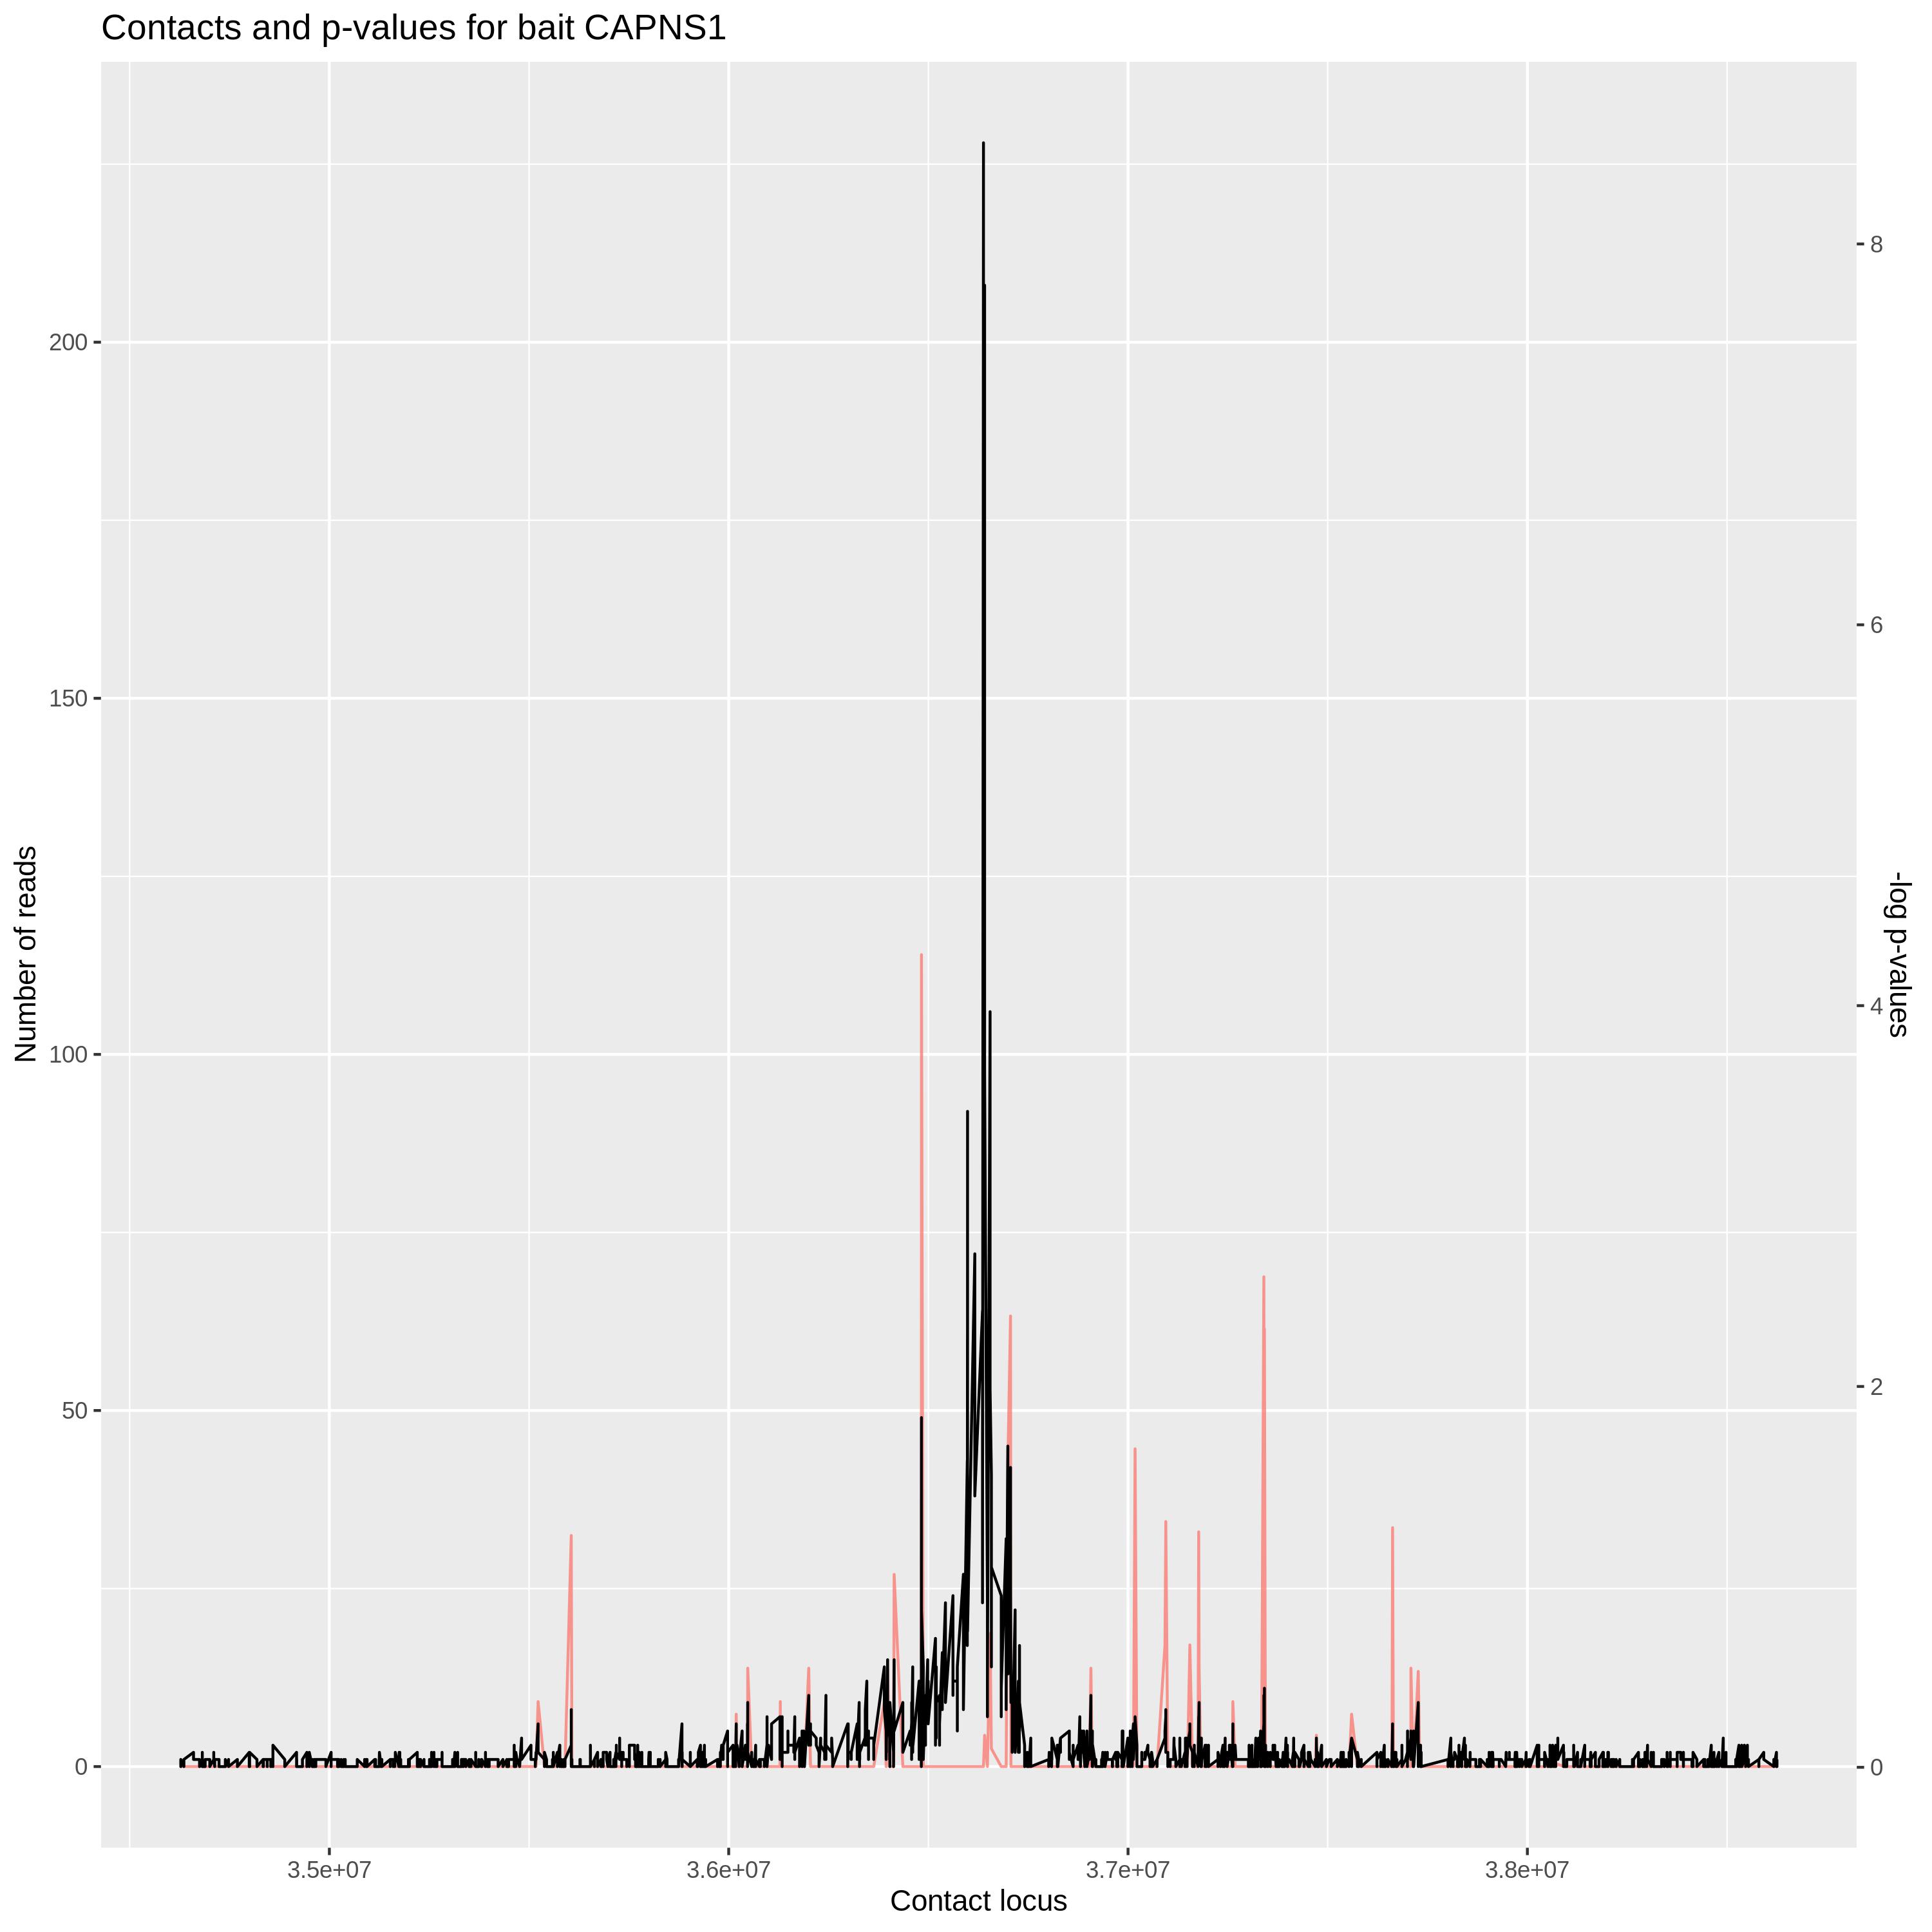 Contacts and p-values for bait CAPNS1
Number of reads
200
150
100
50
0
8
6
4
2
0
-log p-values
3.5e+07
3.6e+07
3.7e+07
3.8e+07
Contact locus